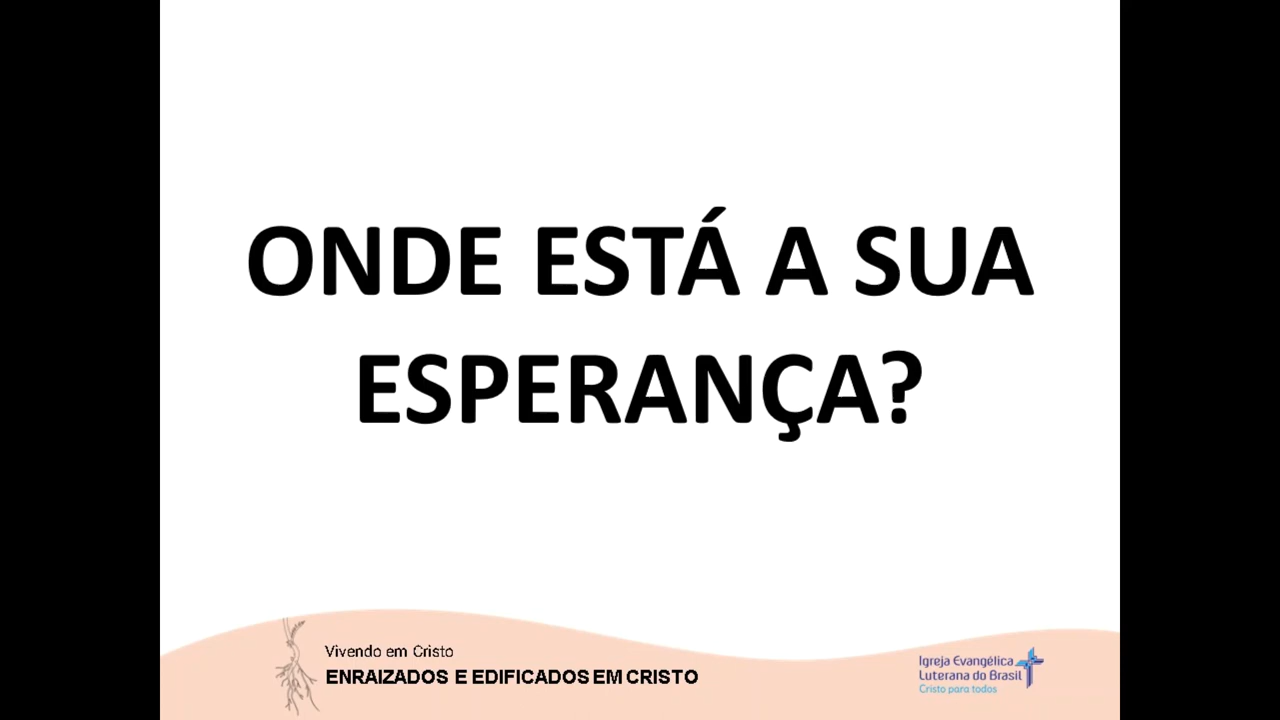 ONDE ESTÁ A SUA
ESPERANÇA?
Vivendo em Cristo
ENRAIZADOS E EDIFICADOS EM CRISTO
Igreja Evangélica
Luterana do Brasil
Cristo para todos